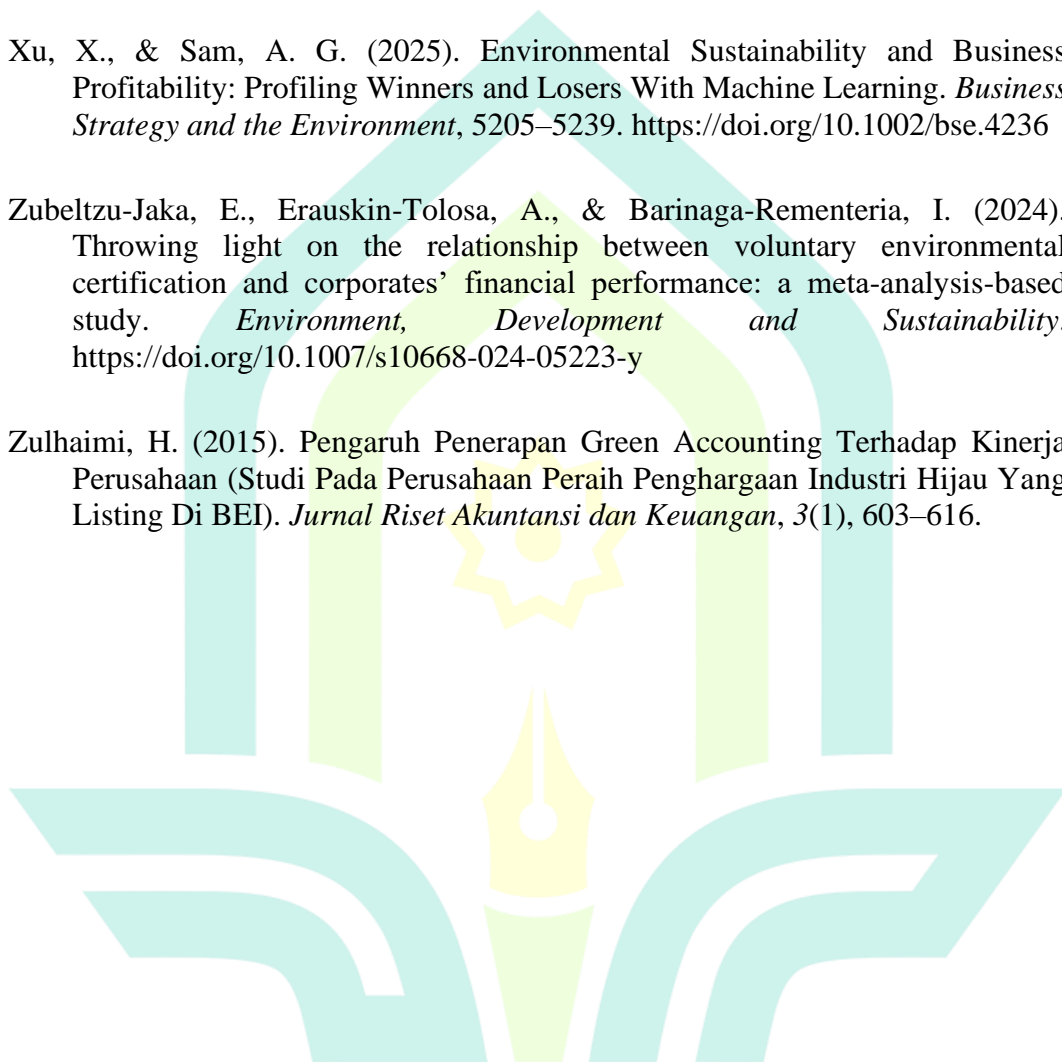 Xu, X., & Sam, A. G. (2025). Environmental Sustainability and Business
Profitability: Profiling Winners and Losers With Machine Learning. Business
Strategy and the Environment, 5205–5239. https://doi.org/10.1002/bse.4236
Zubeltzu-Jaka, E., Erauskin-Tolosa, A., & Barinaga-Rementeria, I. (2024).
Throwing light on the relationship between voluntary environmental
certification and corporates’ financial performance: a meta-analysis-based
study. Environment, Development and Sustainability.
https://doi.org/10.1007/s10668-024-05223-y
Zulhaimi, H. (2015). Pengaruh Penerapan Green Accounting Terhadap Kinerja
Perusahaan (Studi Pada Perusahaan Peraih Penghargaan Industri Hijau Yang
Listing Di BEI). Jurnal Riset Akuntansi dan Keuangan, 3(1), 603–616.